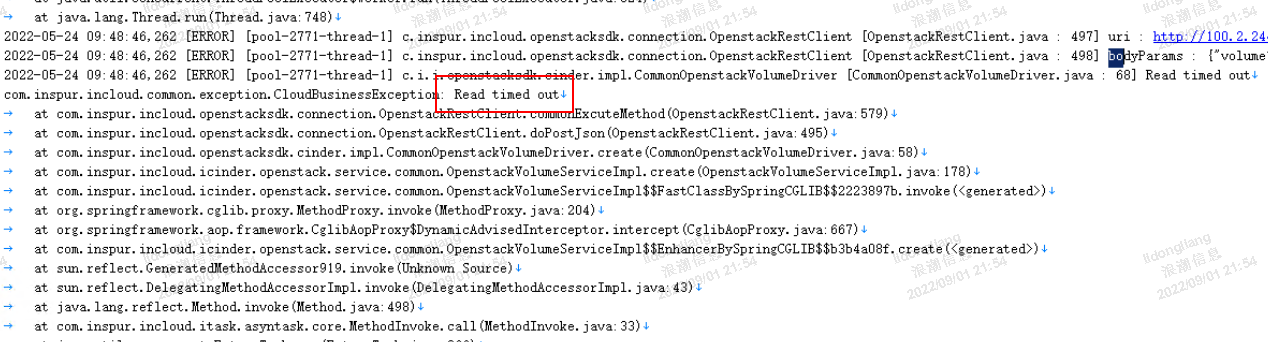 → at java.lang.Thread.run(Thread.java:748)↓
2022-05-24 09:48:46,262 [ERROR] [pool-2771-thread-1] c.inspur.incloud.openstacksdk.connection.OpenstackRestClient [OpenstackRestClient.java : 497] uri : http://100.2.24
2022-05-24 09:48:46,262 [ERROR] [pool-2771-thread-1] c.inspur.incloud.openstacksdk.connection.OpenstackRestClient [OpenstackRestClient.java : 498] bodyParams : {"volume
2022-05-24 09:48:46,262 [ERROR] [pool-2771-thread-1] c.i.i.openstacksdk.cinder.impl.CommonOpenstackVolumeDriver [CommonOpenstackVolumeDriver.java : 68] Read timed out↓
com.inspur.incloud.common.exception.CloudBusinessException: Read timed out↓
→ at com.inspur.incloud.openstacksdk.connection.OpenstackRestClient.commonExcuteMethod(OpenstackRestClient.java:579)↓
→ at com.inspur.incloud.openstacksdk.connection.OpenstackRestClient.doPostJson(OpenstackRestClient.java:495)↓
→ at com.inspur.incloud.openstacksdk.cinder.impl.CommonOpenstackVolumeDriver.create(CommonOpenstackVolumeDriver.java:58)↓
→ at com.inspur.incloud.icinder.openstack.service.common.OpenstackVolumeServiceImpl.create(OpenstackVolumeServiceImpl.java:178)↓
→ at com.inspur.incloud.icinder.openstack.service.common.OpenstackVolumeServiceImpl$$FastClassBySpringCGLIB$$2223897b.invoke(<generated>)↓
→ at org.springframework.cglib.proxy.MethodProxy.invoke(MethodProxy.java:204)↓
→ at org.springframework.aop.framework.CglibAopProxy$DynamicAdvisedInterceptor.intercept(CglibAopProxy.java:667)↓
→ at com.inspur.incloud.icinder.openstack.service.common.OpenstackVolumeServiceImpl$$EnhancerBySpringCGLIB$$b3b4a08f.create(<generated>)↓
→ at sun.reflect.GeneratedMethodAccessor919.invoke(Unknown Source)↓
→ at sun.reflect.DelegatingMethodAccessorImpl.invoke(DelegatingMethodAccessorImpl.java:43)↓
→ at java.lang.reflect.Method.invoke(Method.java:498)↓
→ at com.inspur.incloud.itask.asyntask.core.MethodInvoke.call(MethodInvoke.java:33)↓
lldongliang
浪潮信息
2022/09/01 21:54